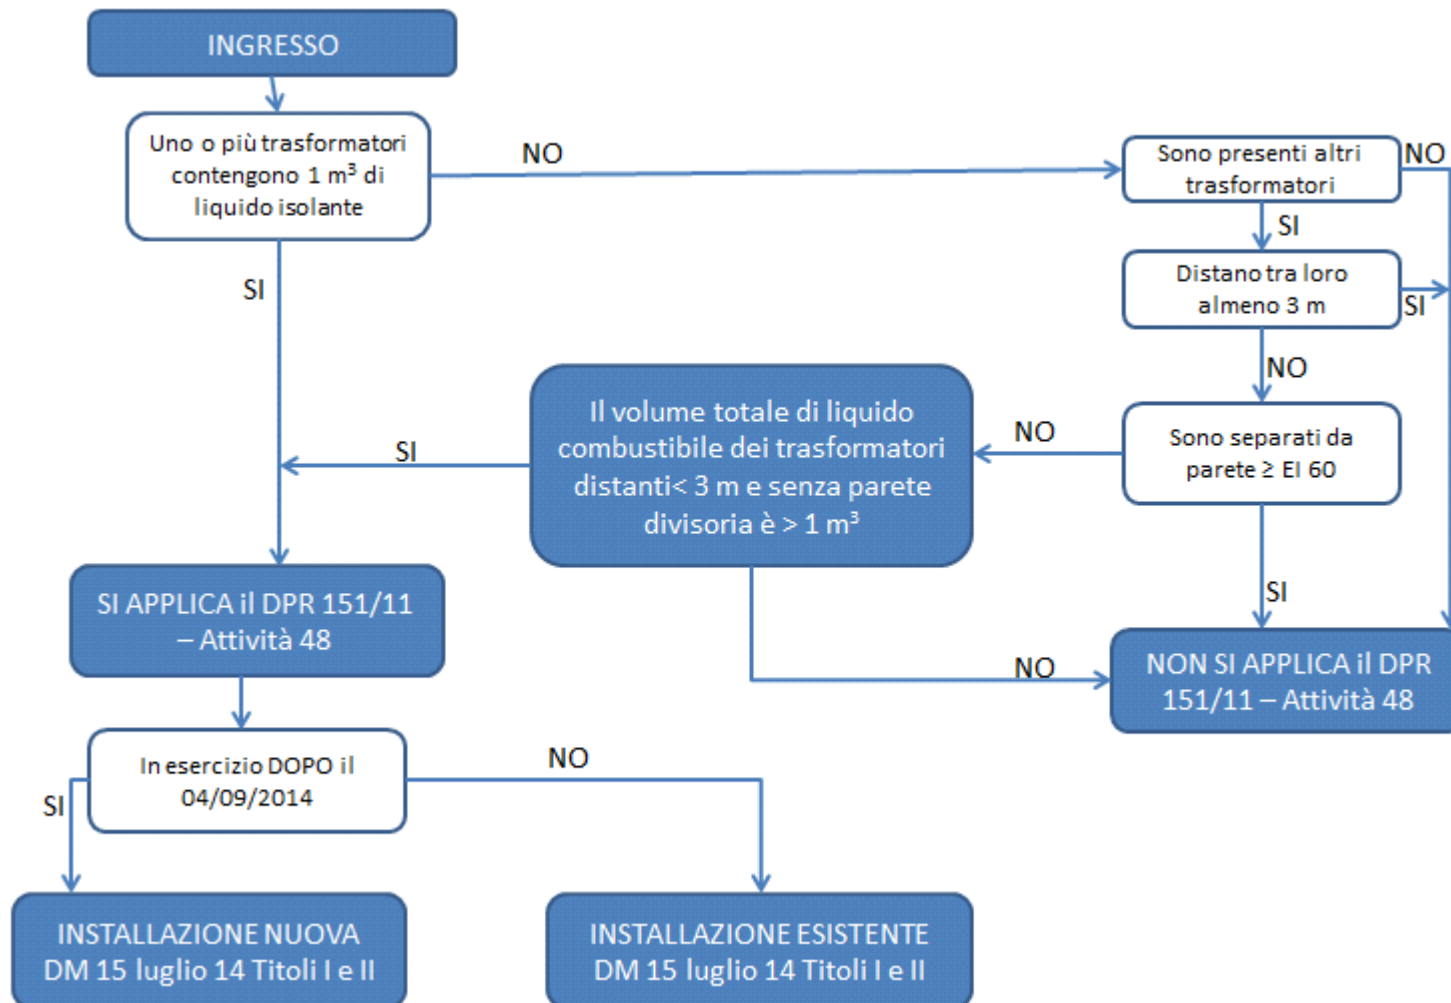 INGRESSO
Uno o più trasformatori
contengono 1 m³ di
liquido isolante
NO
Sono presenti altri
trasformatori
NO
SI
SI
Distano tra loro
almeno 3 m
SI
NO
Il volume totale di liquido
combustibile dei trasformatori
distanti< 3 m e senza parete
divisoria è > 1 m³
NO
SI
Sono separati da
parete ≥ EI 60
SI
SI APPLICA il DPR 151/11
– Attività 48
NO
NON SI APPLICA il DPR
151/11 – Attività 48
In esercizio DOPO il
04/09/2014
NO
SI
INSTALLAZIONE NUOVA
DM 15 luglio 14 Titoli I e II
INSTALLAZIONE ESISTENTE
DM 15 luglio 14 Titoli I e II